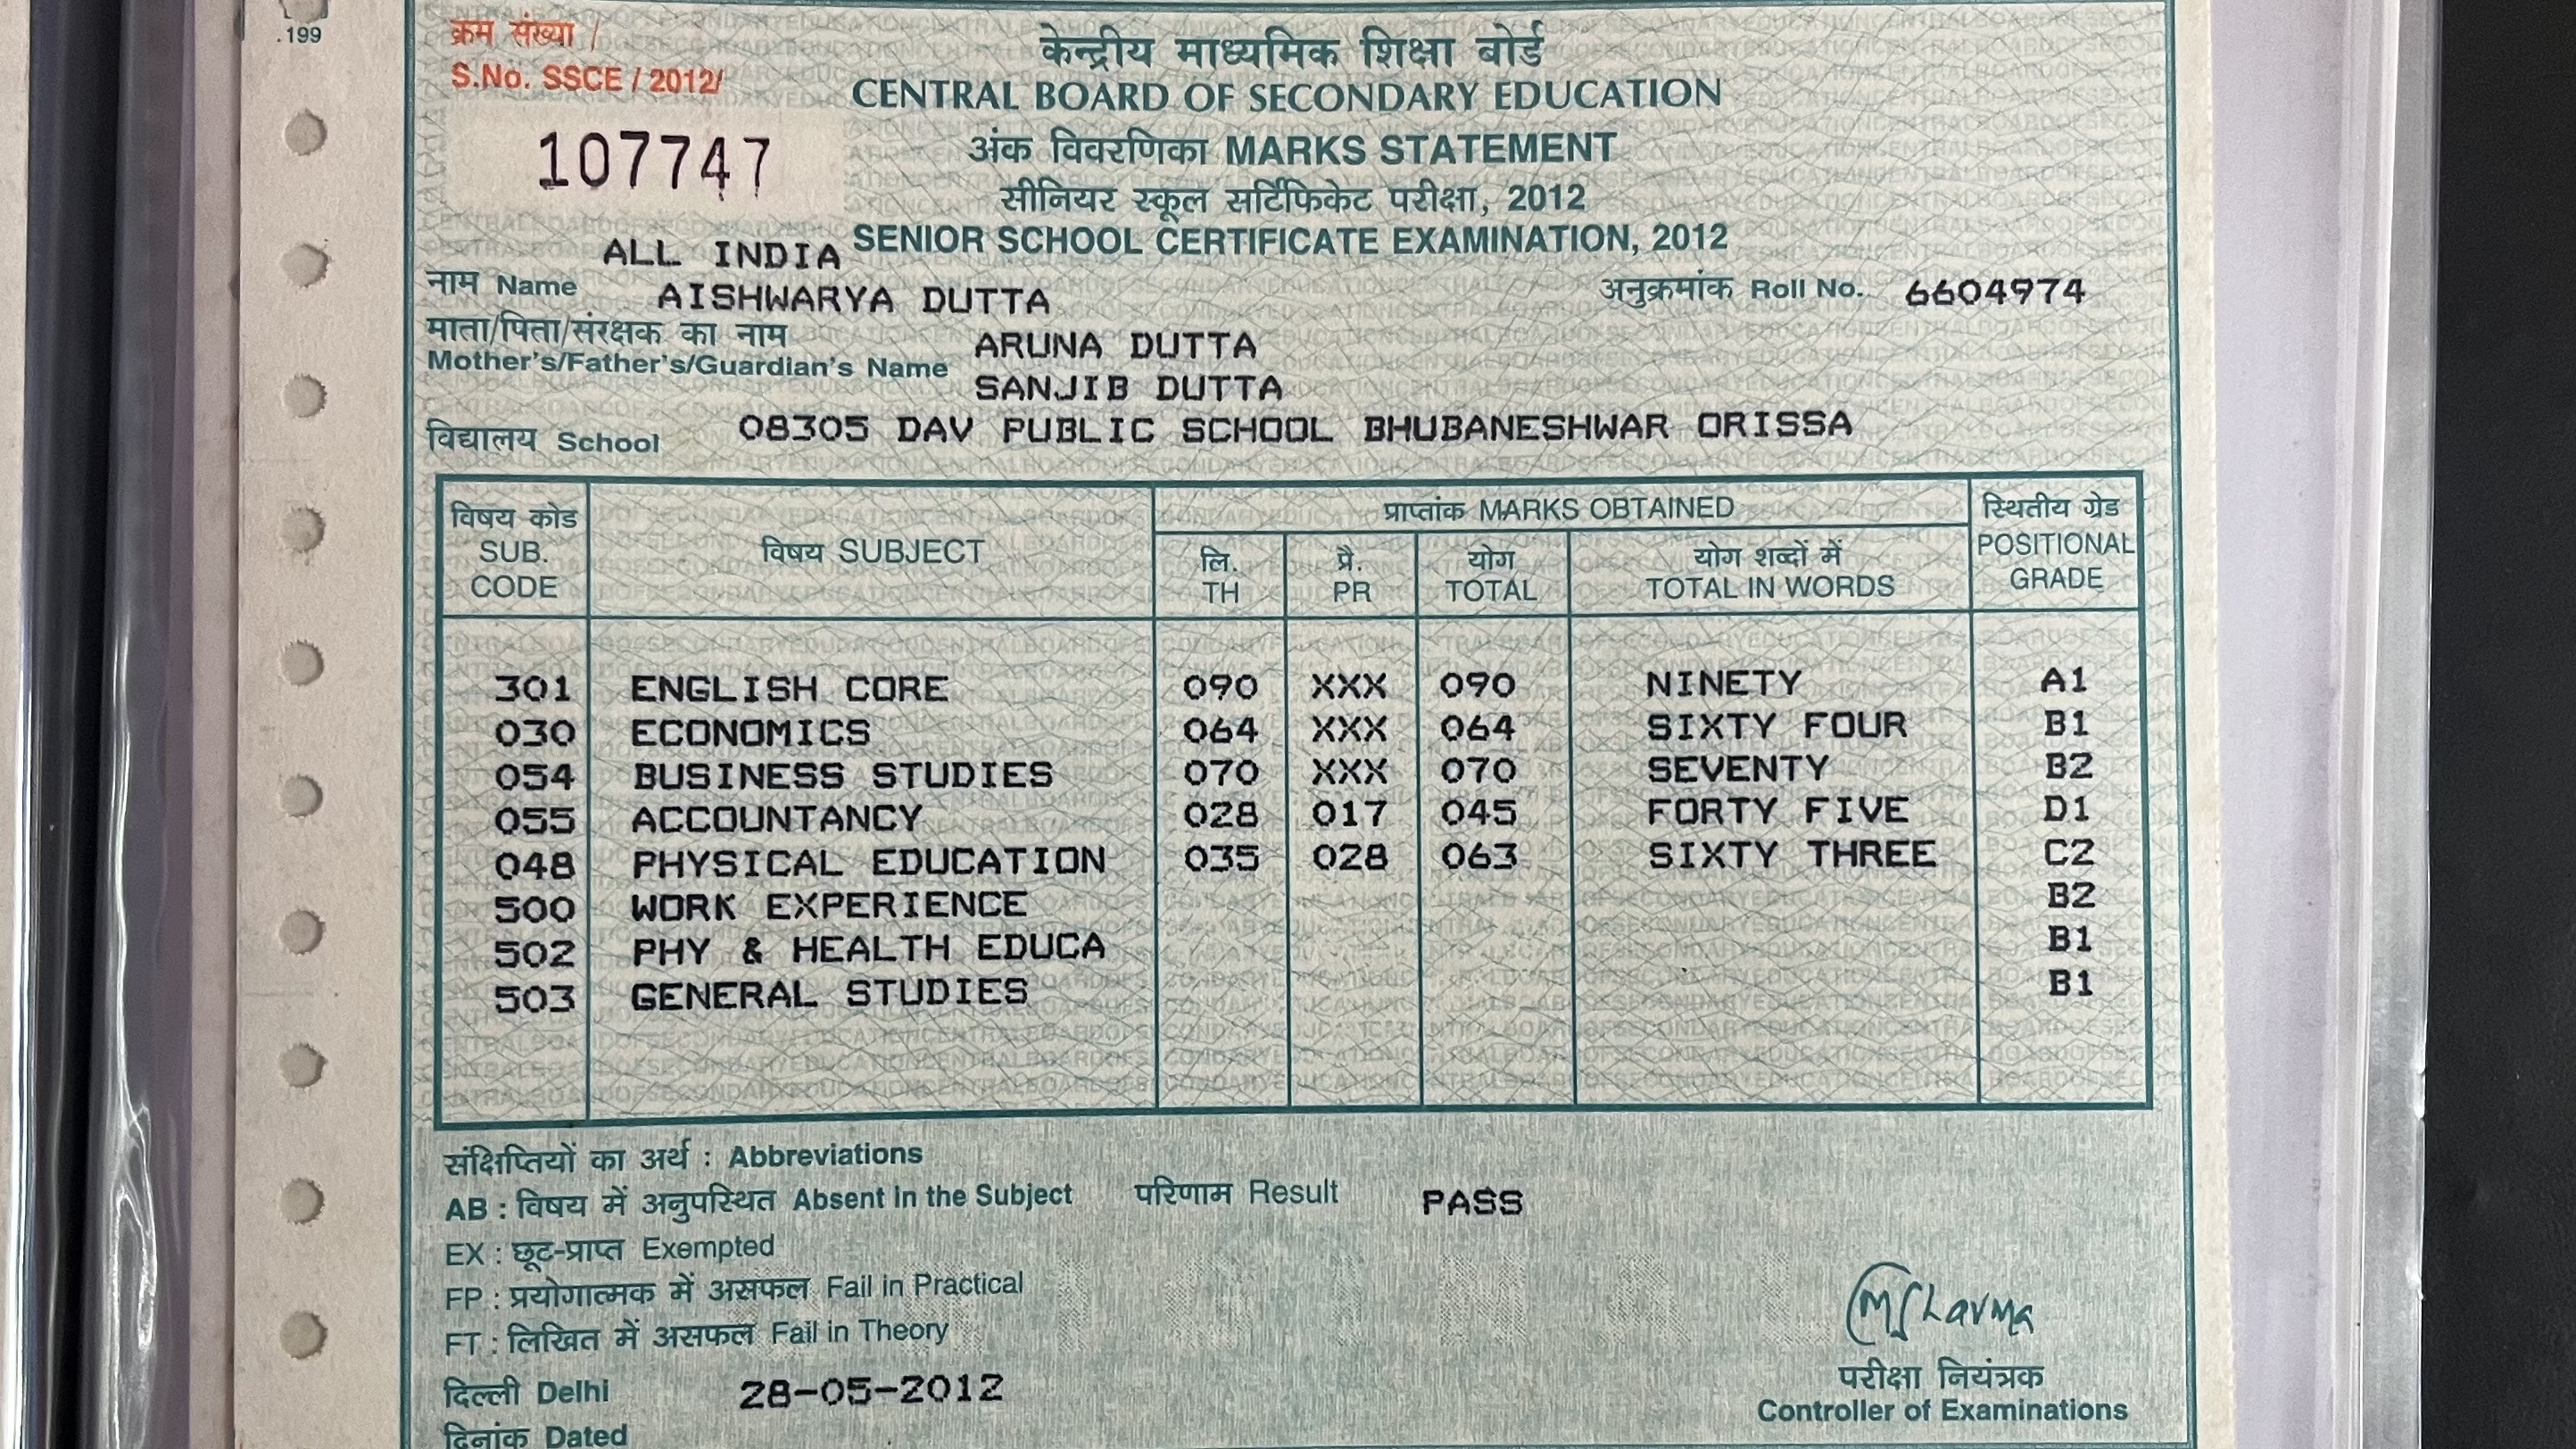 .199
क्रम संख्या /
S.No. SSCE / 2012/
107747
केन्द्रीय माध्यमिक शिक्षा बोर्ड
CENTRAL BOARD OF SECONDARY EDUCATION
अंक विवरणिका MARKS STATEMENT
सीनियर स्कूल सर्टिफिकेट परीक्षा, 2012
ALL INDIA SENIOR SCHOOL CERTIFICATE EXAMINATION, 2012
नाम Name AISHWARYA DUTTA अनुक्रमांक Roll No. 6604974
माता/पिता/संरक्षक का नाम ARUNA DUTTA
Mother's/Father's/Guardian's Name
SANJIB DUTTA
विद्यालय School 08305 DAV PUBLIC SCHOOL BHUBANESHWAR ORISSA
विषय कोड SUB. CODE विषय SUBJECT प्राप्तांक MARKS OBTAINED स्थितीय ग्रेड POSITIONAL GRADE
लि. TH प्रै. PR योग TOTAL योग शब्दों में TOTAL IN WORDS
301 ENGLISH CORE 090 XXX 090 NINETY A1
030 ECONOMICS 064 XXX 064 SIXTY FOUR B1
054 BUSINESS STUDIES 070 XXX 070 SEVENTY B2
055 ACCOUNTANCY 028 017 045 FORTY FIVE D1
048 PHYSICAL EDUCATION 035 028 063 SIXTY THREE C2
500 WORK EXPERIENCE B2
502 PHY & HEALTH EDUCA B1
503 GENERAL STUDIES B1
संक्षिप्तियों का अर्थ : Abbreviations
AB : विषय में अनुपस्थित Absent in the Subject परिणाम Result PASS
EX : छूट-प्राप्त Exempted
FP : प्रयोगात्मक में असफल Fail in Practical
FT : लिखित में असफल Fail in Theory
MSharma
दिल्ली Delhi 28-05-2012
परीक्षा नियंत्रक
Controller of Examinations
दिनांक Dated